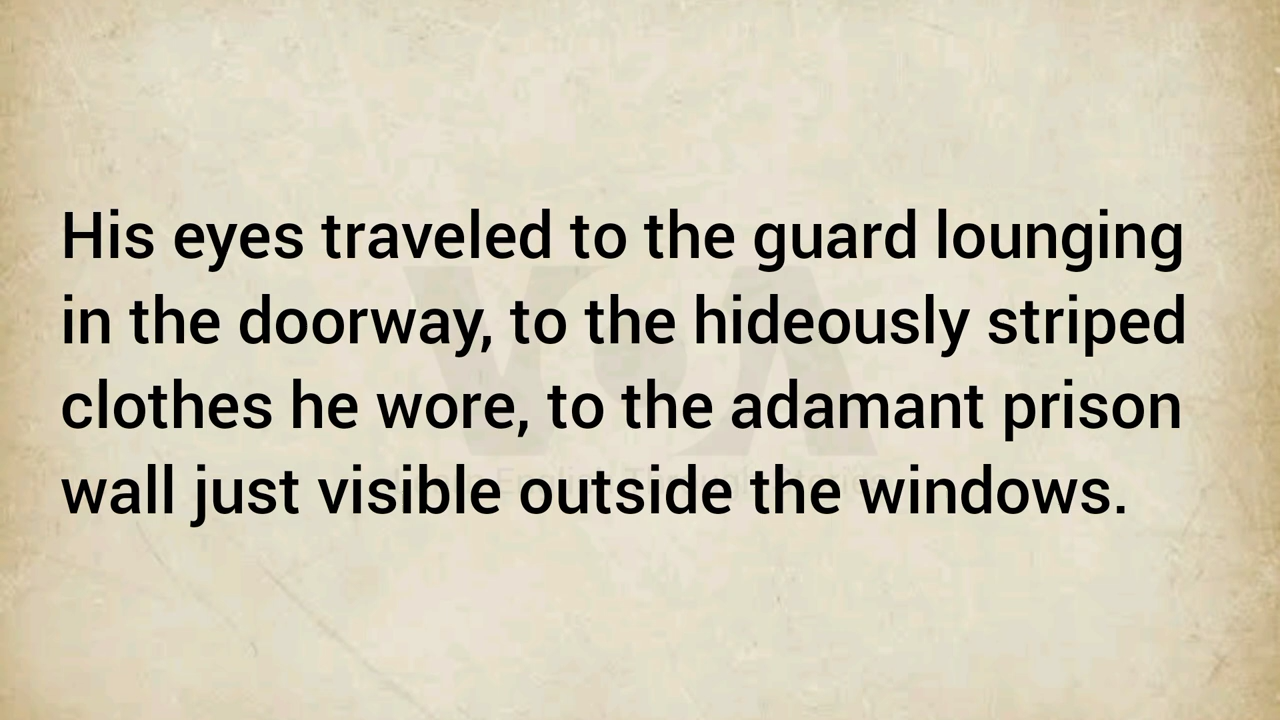 His eyes traveled to the guard lounging
in the doorway, to the hideously striped
clothes he wore, to the adamant prison
wall just visible outside the windows.
VOA